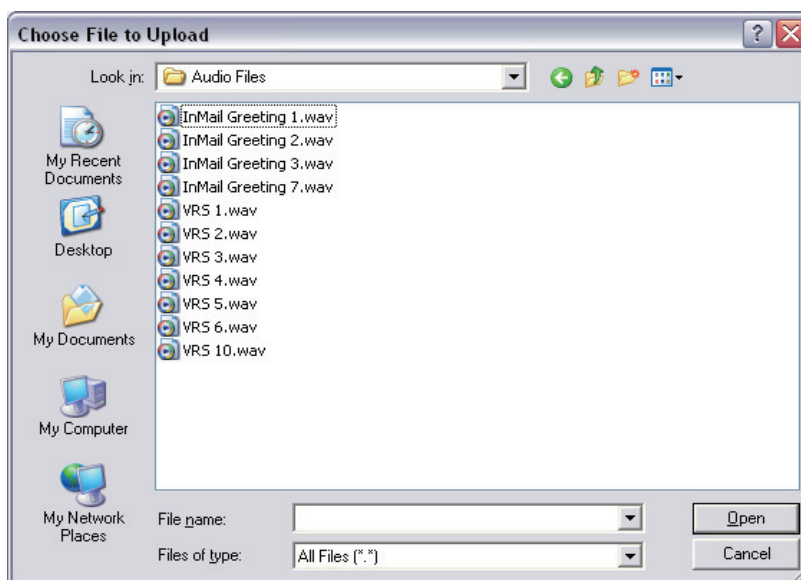 Choose File to Upload
Look in: Audio Files
InMail Greeting 1.wav
InMail Greeting 2.wav
InMail Greeting 3.wav
InMail Greeting 7.wav
VRS 1.wav
VRS 2.wav
VRS 3.wav
VRS 4.wav
VRS 5.wav
VRS 6.wav
VRS 10.wav
My Recent
Documents
Desktop
My Documents
My Computer
My Network
Places
File name:
Open
Files of type: All Files (*.*)
Cancel